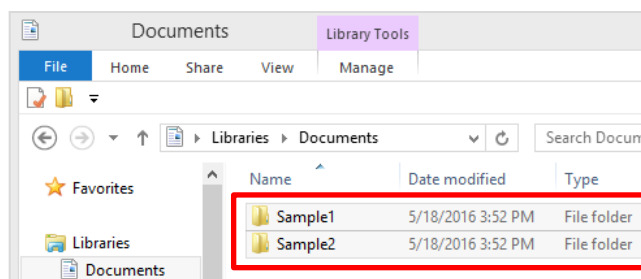 Documents
Library Tools
File Home Share View Manage
Libraries Documents
Search Docum
Favorites
Name Date modified Type
Sample1 5/18/2016 3:52 PM File folder
Libraries
Sample2 5/18/2016 3:52 PM File folder
Documents